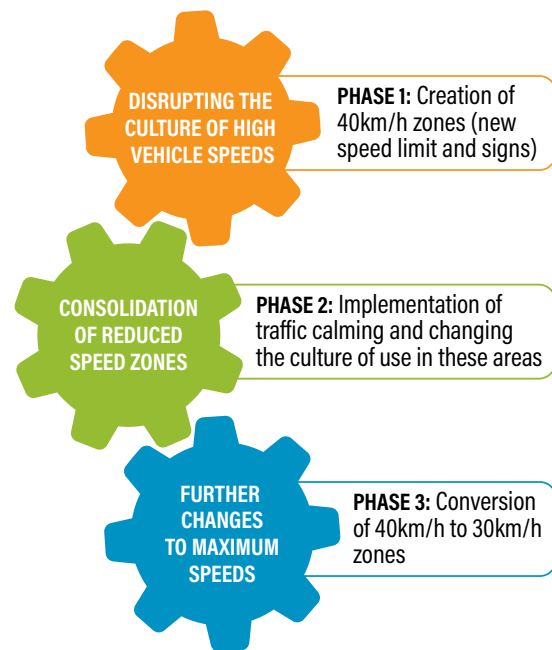 DISRUPTING THE
CULTURE OF HIGH
VEHICLE SPEEDS
PHASE 1: Creation of
40km/h zones (new
speed limit and signs)
CONSOLIDATION
OF REDUCED
SPEED ZONES
PHASE 2: Implementation of
traffic calming and changing
the culture of use in these areas
FURTHER
CHANGES
TO MAXIMUM
SPEEDS
PHASE 3: Conversion
of 40km/h to 30km/h
zones